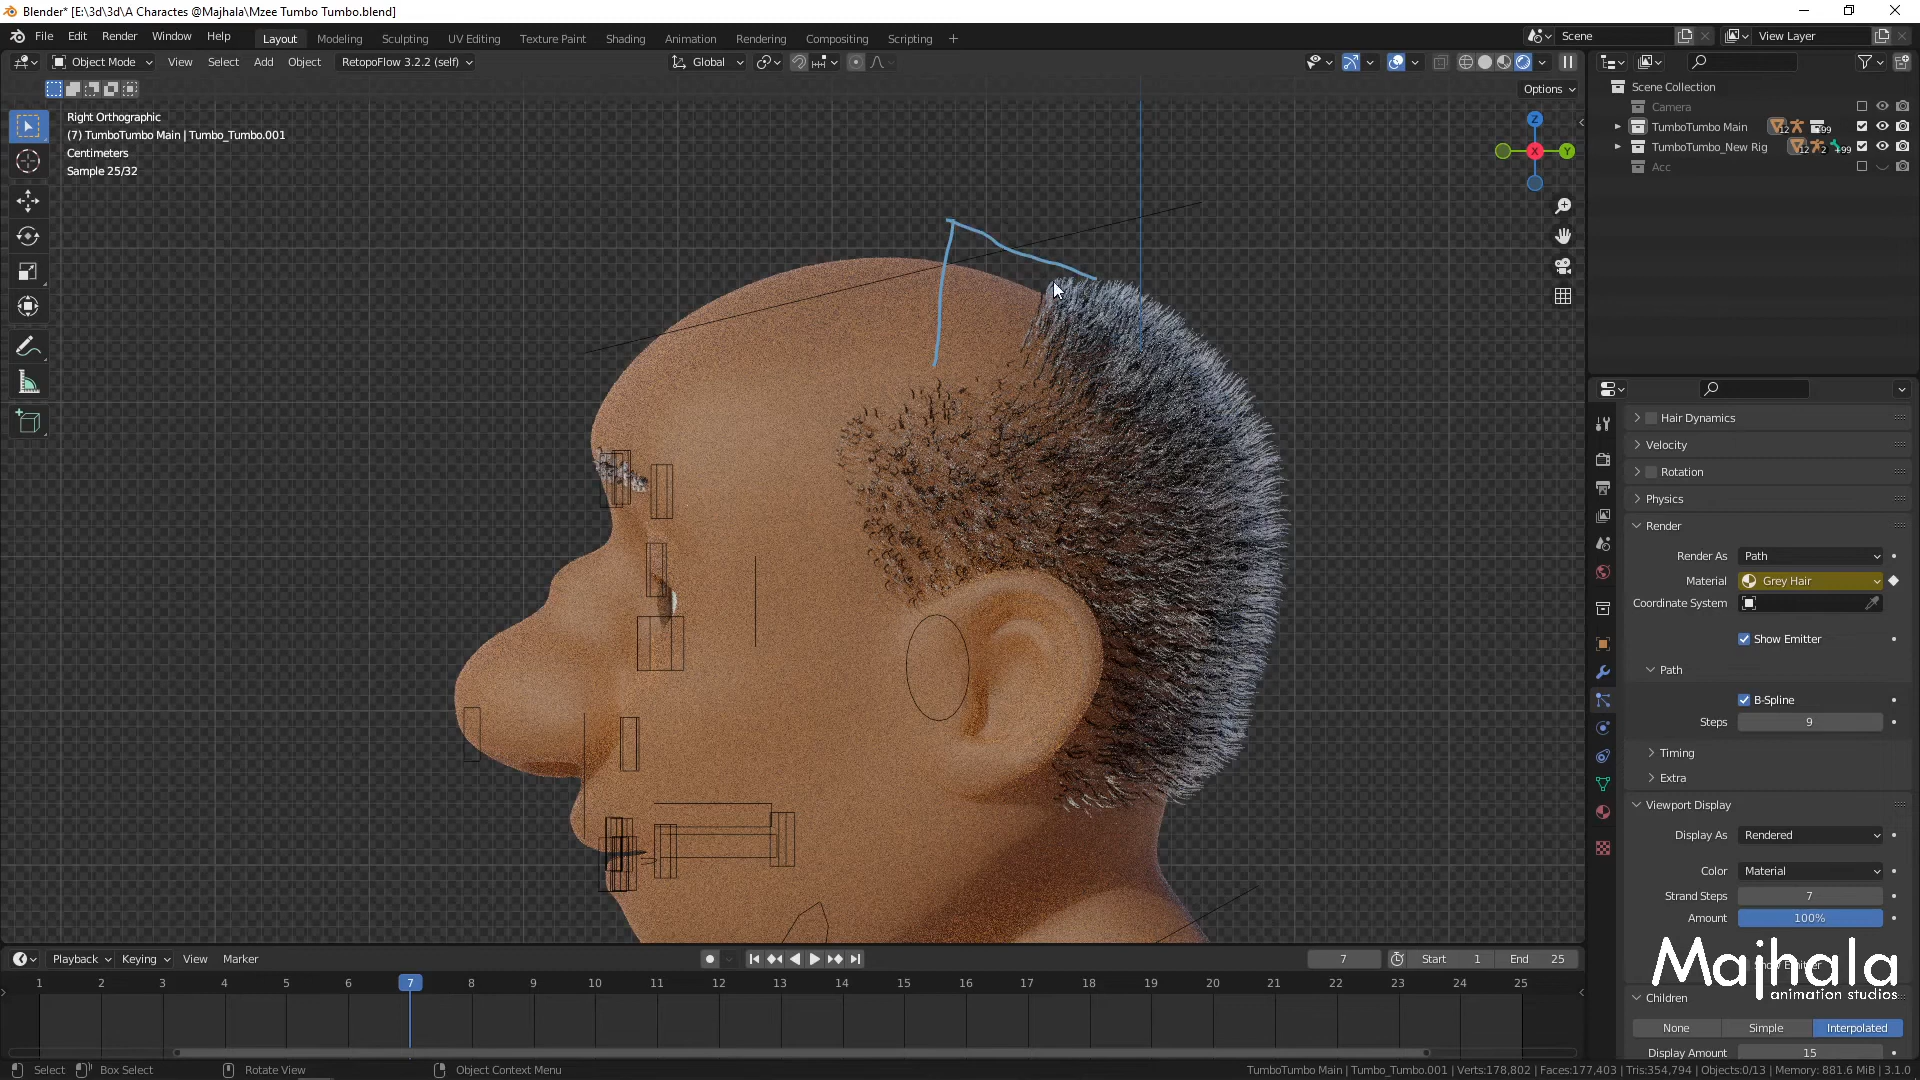 Blender* [E:\3d\3d\A Charactes @Majhala\Mzee Tumbo Tumbo.blend]
File Edit Render Window Help Layout Modeling Sculpting UV Editing Texture Paint Shading Animation Rendering Compositing Scripting Scene View Layer
Object Mode View Select Add Object RetopoFlow 3.2.2 (self) Global
Options
Right Orthographic
(7) TumboTumbo Main | Tumbo_Tumbo.001
Centimeters
Sample 25/32
Z
X
Y
Scene Collection
Camera
TumboTumbo Main 12 +99
TumboTumbo_New Rig 12 2 +99
Acc
Hair Dynamics
Velocity
Rotation
Physics
Render
Render As Path
Material Grey Hair
Coordinate System
Show Emitter
Path
B-Spline
Steps 9
Timing
Extra
Viewport Display
Display As Rendered
Color Material
Strand Steps 7
Amount 100%
Majhala
animation studios
Children
None Simple Interpolated
Display Amount 15
Playback Keying View Marker 7 Start 1 End 25
1 2 3 4 5 6 7 8 9 10 11 12 13 14 15 16 17 18 19 20 21 22 23 24 25
Select Box Select Rotate View Object Context Menu
TumboTumbo Main | Tumbo_Tumbo.001 | Verts:178,802 | Faces:177,403 | Tris:354,794 | Objects:0/13 | Memory: 881.6 MiB | 3.1.0